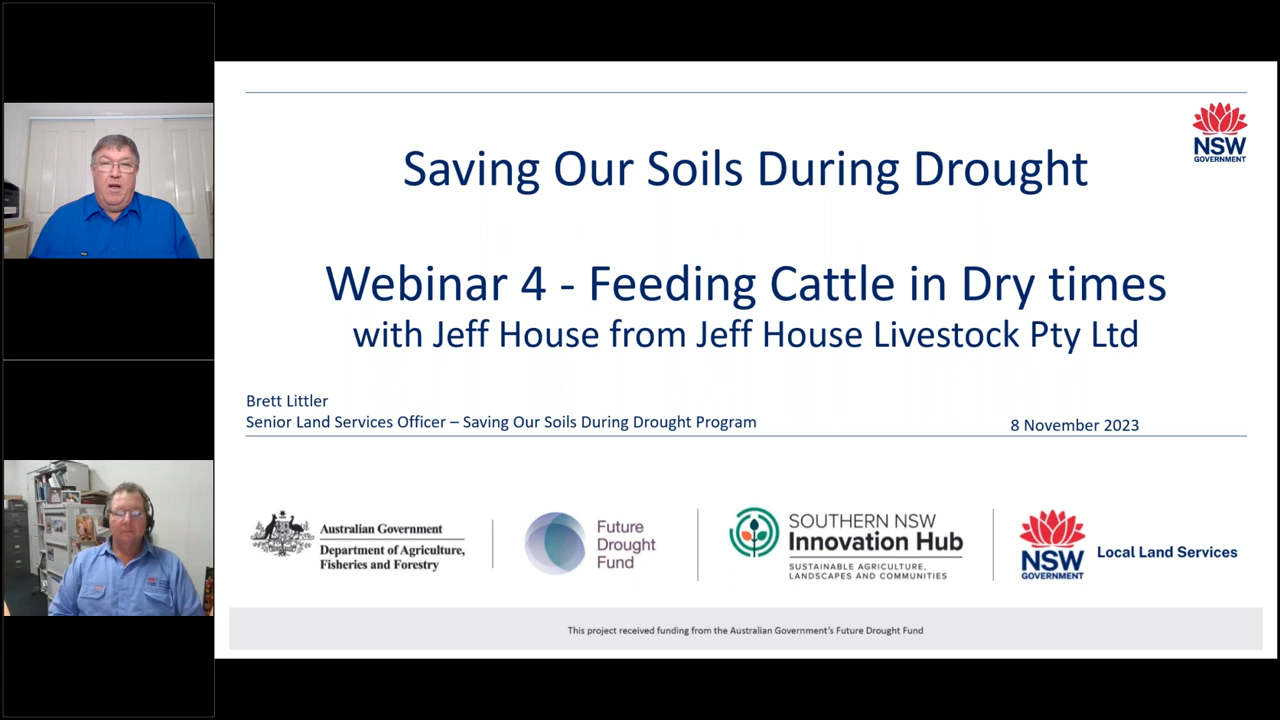 NSW
GOVERNMENT
Saving Our Soils During Drought
Webinar 4 - Feeding Cattle in Dry times
with Jeff House from Jeff House Livestock Pty Ltd
Brett Littler
Senior Land Services Officer – Saving Our Soils During Drought Program
8 November 2023
Australian Government
Department of Agriculture,
Fisheries and Forestry
Future
Drought
Fund
SOUTHERN NSW
Innovation Hub
SUSTAINABLE AGRICULTURE,
LANDSCAPES AND COMMUNITIES
NSW
GOVERNMENT
Local Land Services
This project received funding from the Australian Government's Future Drought Fund